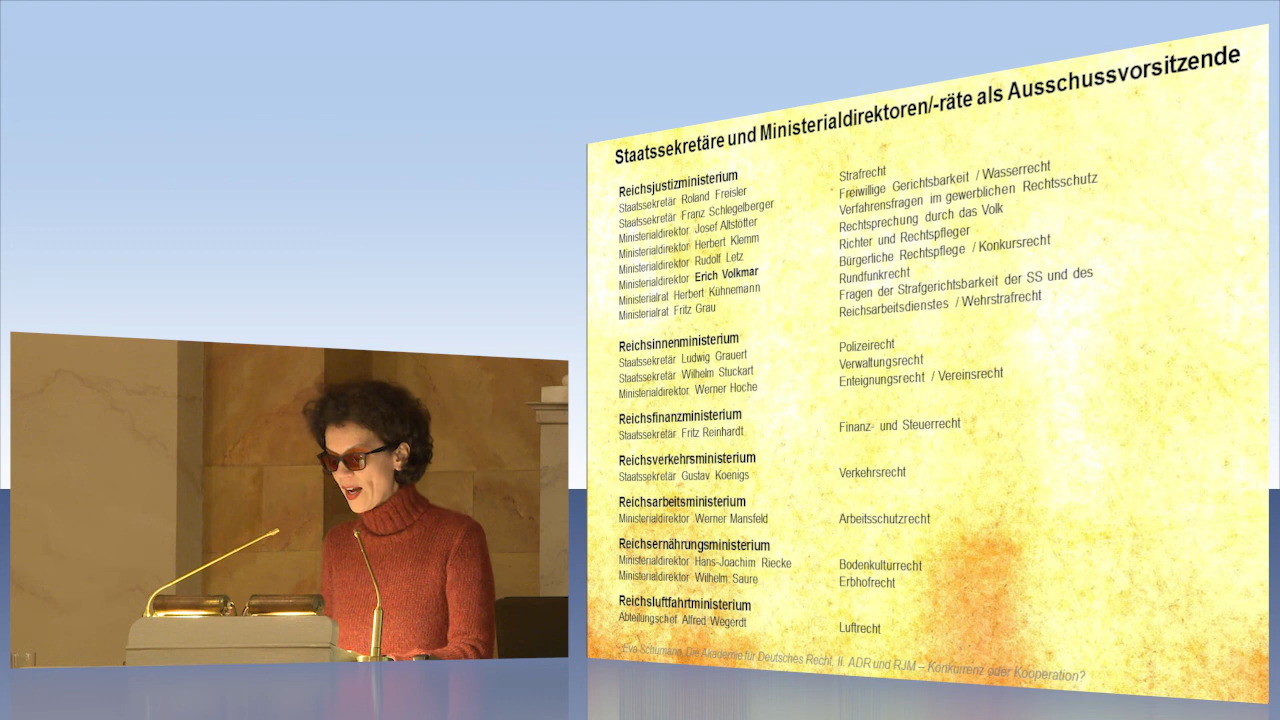 Staatssekretäre und Ministerialdirektoren/-räte als Ausschussvorsitzende
Reichsjustizministerium
Staatssekretär Roland Freisler
Staatssekretär Franz Schlegelberger
Ministerialdirektor Josef Altstötter
Ministerialdirektor Herbert Klemm
Ministerialdirektor Rudolf Letz
Ministerialdirektor Erich Volkmar
Ministerialrat Herbert Kühnemann
Ministerialrat Fritz Grau
Strafrecht
Freiwillige Gerichtsbarkeit / Wasserrecht
Verfahrensfragen im gewerblichen Rechtsschutz
Rechtsprechung durch das Volk
Richter und Rechtspfleger
Bürgerliche Rechtspflege / Konkursrecht
Rundfunkrecht
Fragen der Strafgerichtsbarkeit der SS und des
Reichsarbeitsdienstes / Wehrstrafrecht
Reichsinnenministerium
Staatssekretär Ludwig Grauert
Staatssekretär Wilhelm Stuckart
Ministerialdirektor Werner Hoche
Polizeirecht
Verwaltungsrecht
Enteignungsrecht / Vereinsrecht
Reichsfinanzministerium
Staatssekretär Fritz Reinhardt
Finanz- und Steuerrecht
Reichsverkehrsministerium
Staatssekretär Gustav Koenigs
Verkehrsrecht
Reichsarbeitsministerium
Ministerialdirektor Werner Mansfeld
Arbeitsschutzrecht
Reichsernährungsministerium
Ministerialdirektor Hans-Joachim Riecke
Ministerialdirektor Wilhelm Saure
Bodenkulturrecht
Erbhofrecht
Reichsluftfahrtministerium
Abteilungschef Alfred Wegerdt
Luftrecht
Eva Schumann, Die Akademie für Deutsches Recht, II. ADR und RJM – Konkurrenz oder Kooperation?